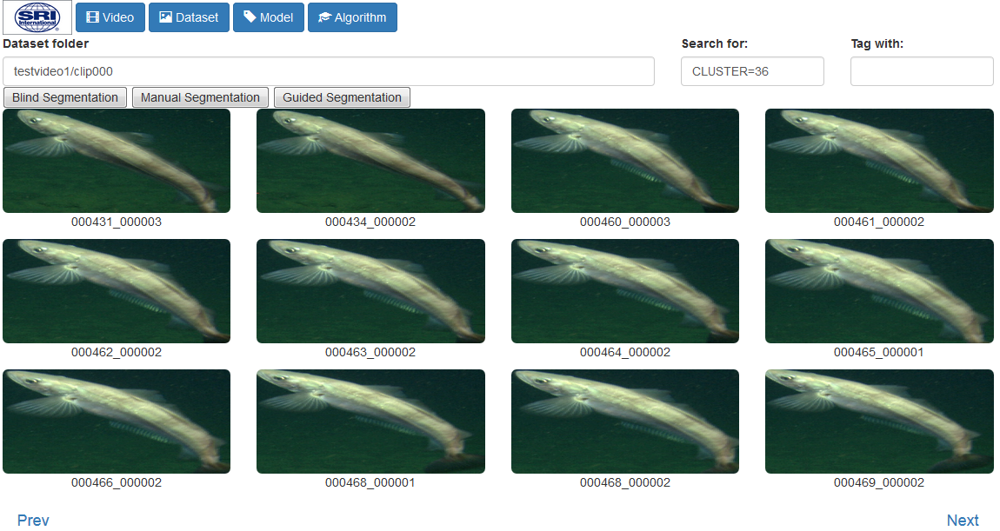 SRI
International
Video Dataset Model Algorithm
Dataset folder Search for: Tag with:
testvideo1/clip000 CLUSTER=36
Blind Segmentation Manual Segmentation Guided Segmentation
000431_000003 000434_000002 000460_000003 000461_000002
000462_000002 000463_000002 000464_000002 000465_000001
000466_000002 000468_000001 000468_000002 000469_000002
Prev Next